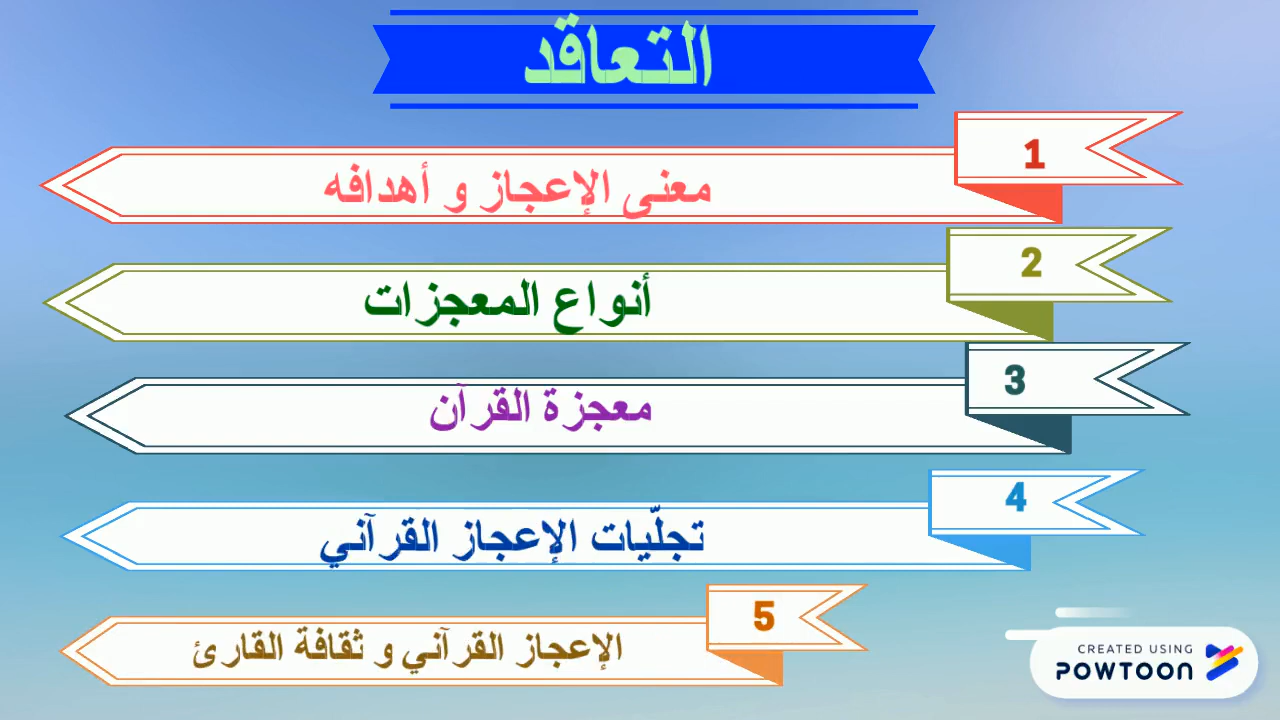 التعاقد
1
معنى الإعجاز و أهدافه
2
أنواع المعجزات
3
معجزة القرآن
4
تجلّيات الإعجاز القرآني
5
الإعجاز القرآني و ثقافة القارئ
CREATED USING
POWTOON